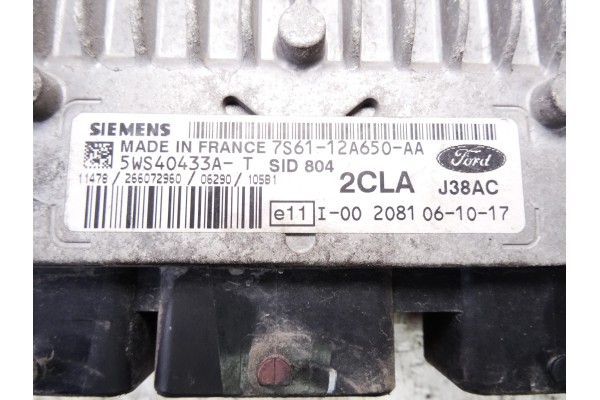 SIEMENS
MADE IN FRANCE 7S61-12A650-AA
5WS40433A- T SID 804
Ford
11478 / 266072960 / 06290 / 10SB1
2CLA J38AC
e11 I-00 2081 06-10-17